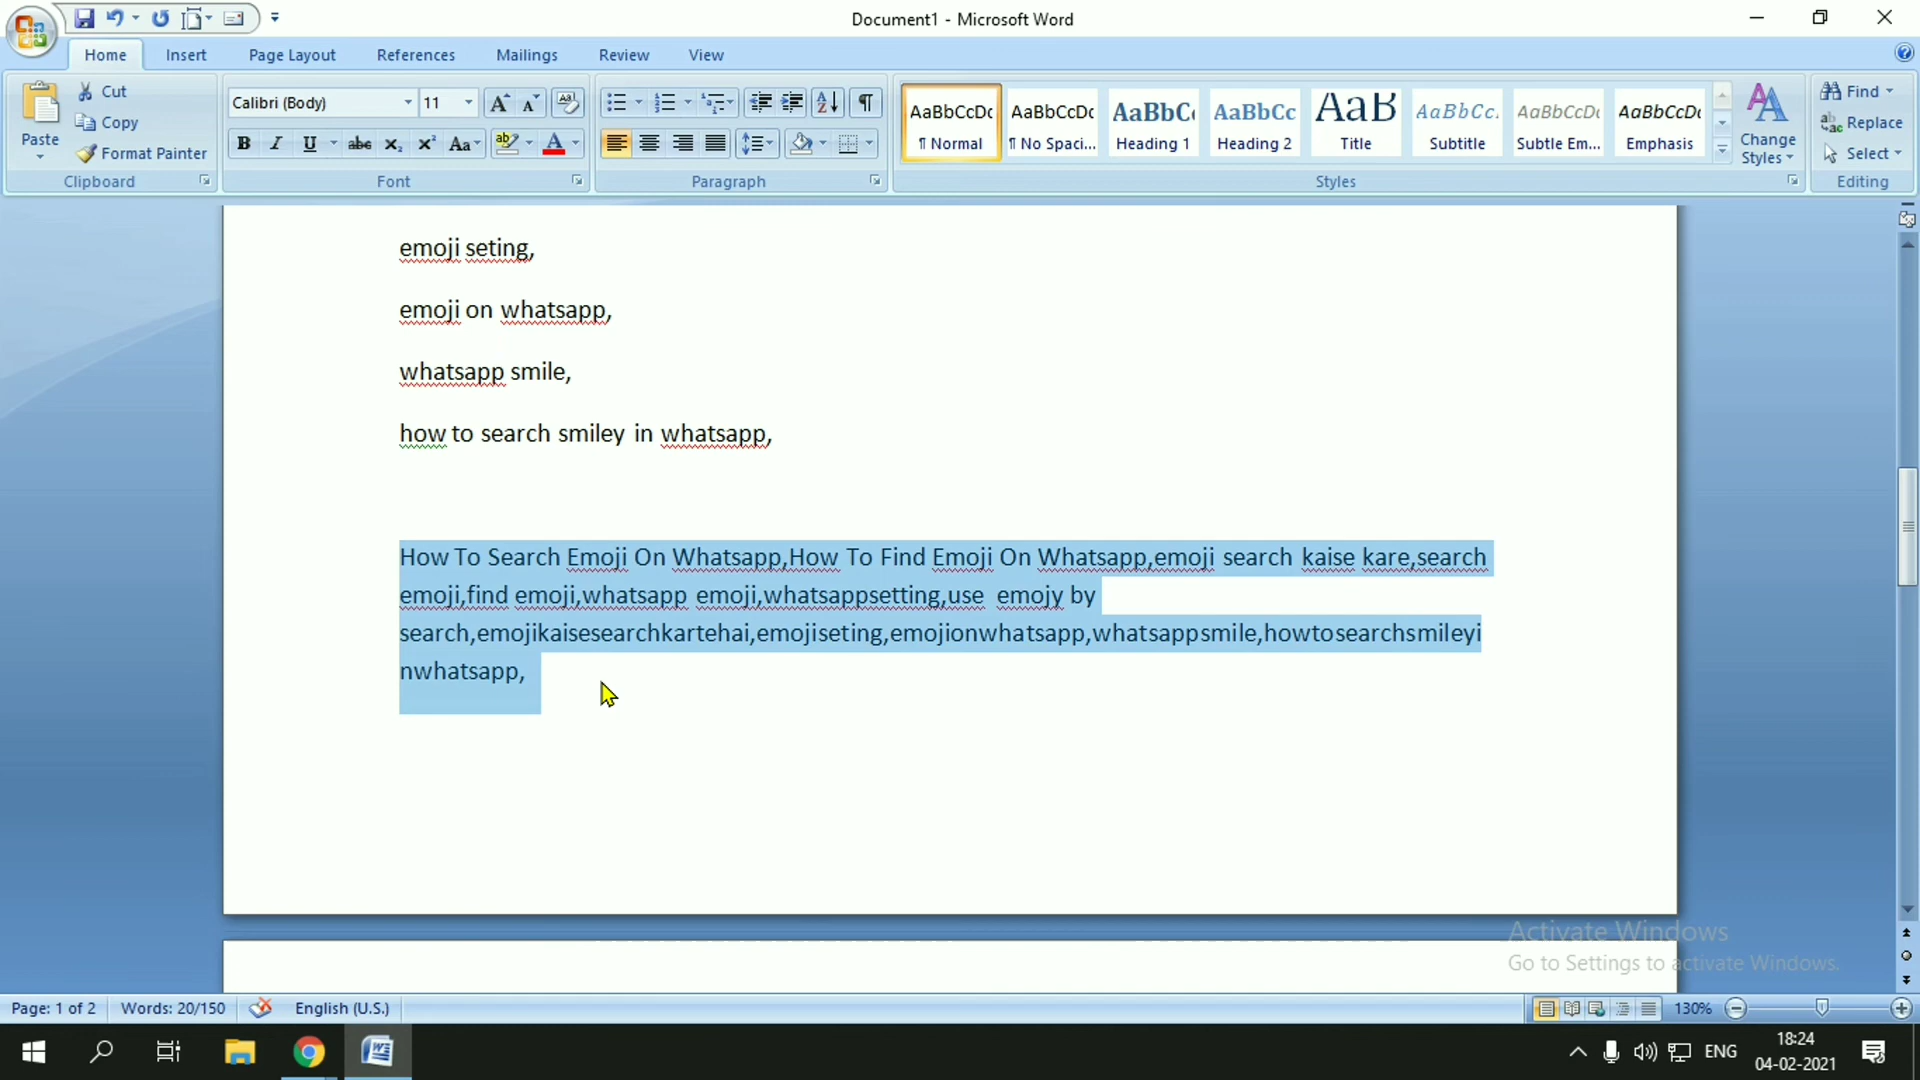 Document1 - Microsoft Word
Home Insert Page Layout References Mailings Review View
Paste
Cut
Copy
Format Painter
Clipboard
Calibri (Body) 11
Font
Paragraph
AaBbCcDc AaBbCcDc AaBbC AaBbCc AaB AaBbCc. AaBbCcDc AaBbCcDc
¶ Normal ¶ No Spaci... Heading 1 Heading 2 Title Subtitle Subtle Em... Emphasis
Styles
Change
Styles
Find
Replace
Select
Editing
emoji seting,
emoji on whatsapp,
whatsapp smile,
how to search smiley in whatsapp,
How To Search Emoji On Whatsapp,How To Find Emoji On Whatsapp,emoji search kaise kare,search
emoji,find emoji,whatsapp emoji,whatsappsetting,use emojy by
search,emojikaisesearchkartehai,emojiseting,emojionwhatsapp,whatsappsmile,howtosearchsmileyi
nwhatsapp,
Activate Windows
Go to Settings to activate Windows.
Page: 1 of 2 Words: 20/150 English (U.S.) 130%
ENG
18:24
04-02-2021